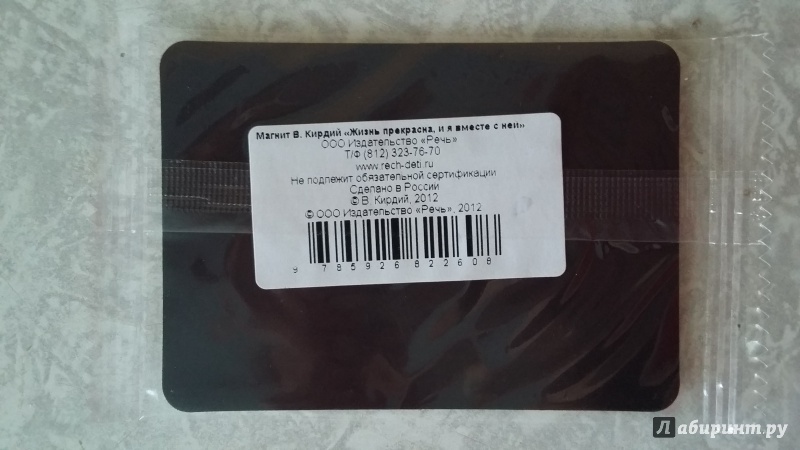 Магнит В. Кирдий «Жизнь прекрасна, и я вместе с ней»
ООО Издательство «Речь»
Т/Ф (812) 323-76-70
www.rech-deti.ru
Не подлежит обязательной сертификации
Сделано в России
© В. Кирдий, 2012
© ООО Издательство «Речь», 2012
9 785926 822608
Лабиринт.ру